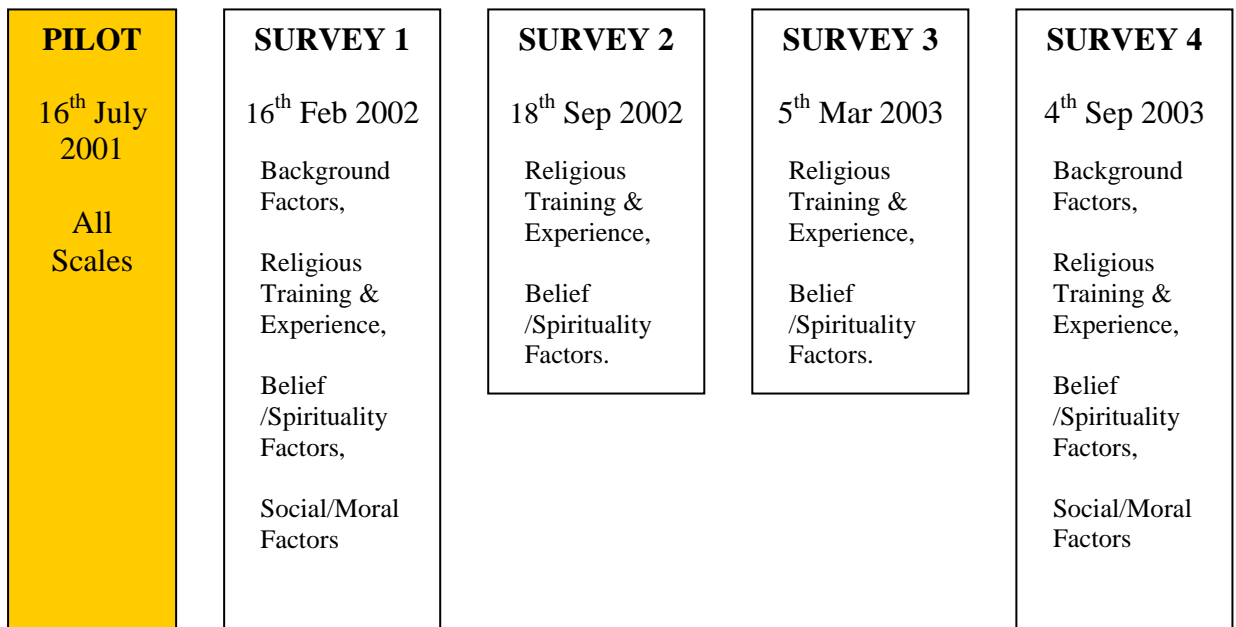 PILOT
16th July
2001
All
Scales
SURVEY 1
16th Feb 2002
Background
Factors,
Religious
Training &
Experience,
Belief
/Spirituality
Factors,
Social/Moral
Factors
SURVEY 2
18th Sep 2002
Religious
Training &
Experience,
Belief
/Spirituality
Factors.
SURVEY 3
5th Mar 2003
Religious
Training &
Experience,
Belief
/Spirituality
Factors.
SURVEY 4
4th Sep 2003
Background
Factors,
Religious
Training &
Experience,
Belief
/Spirituality
Factors,
Social/Moral
Factors